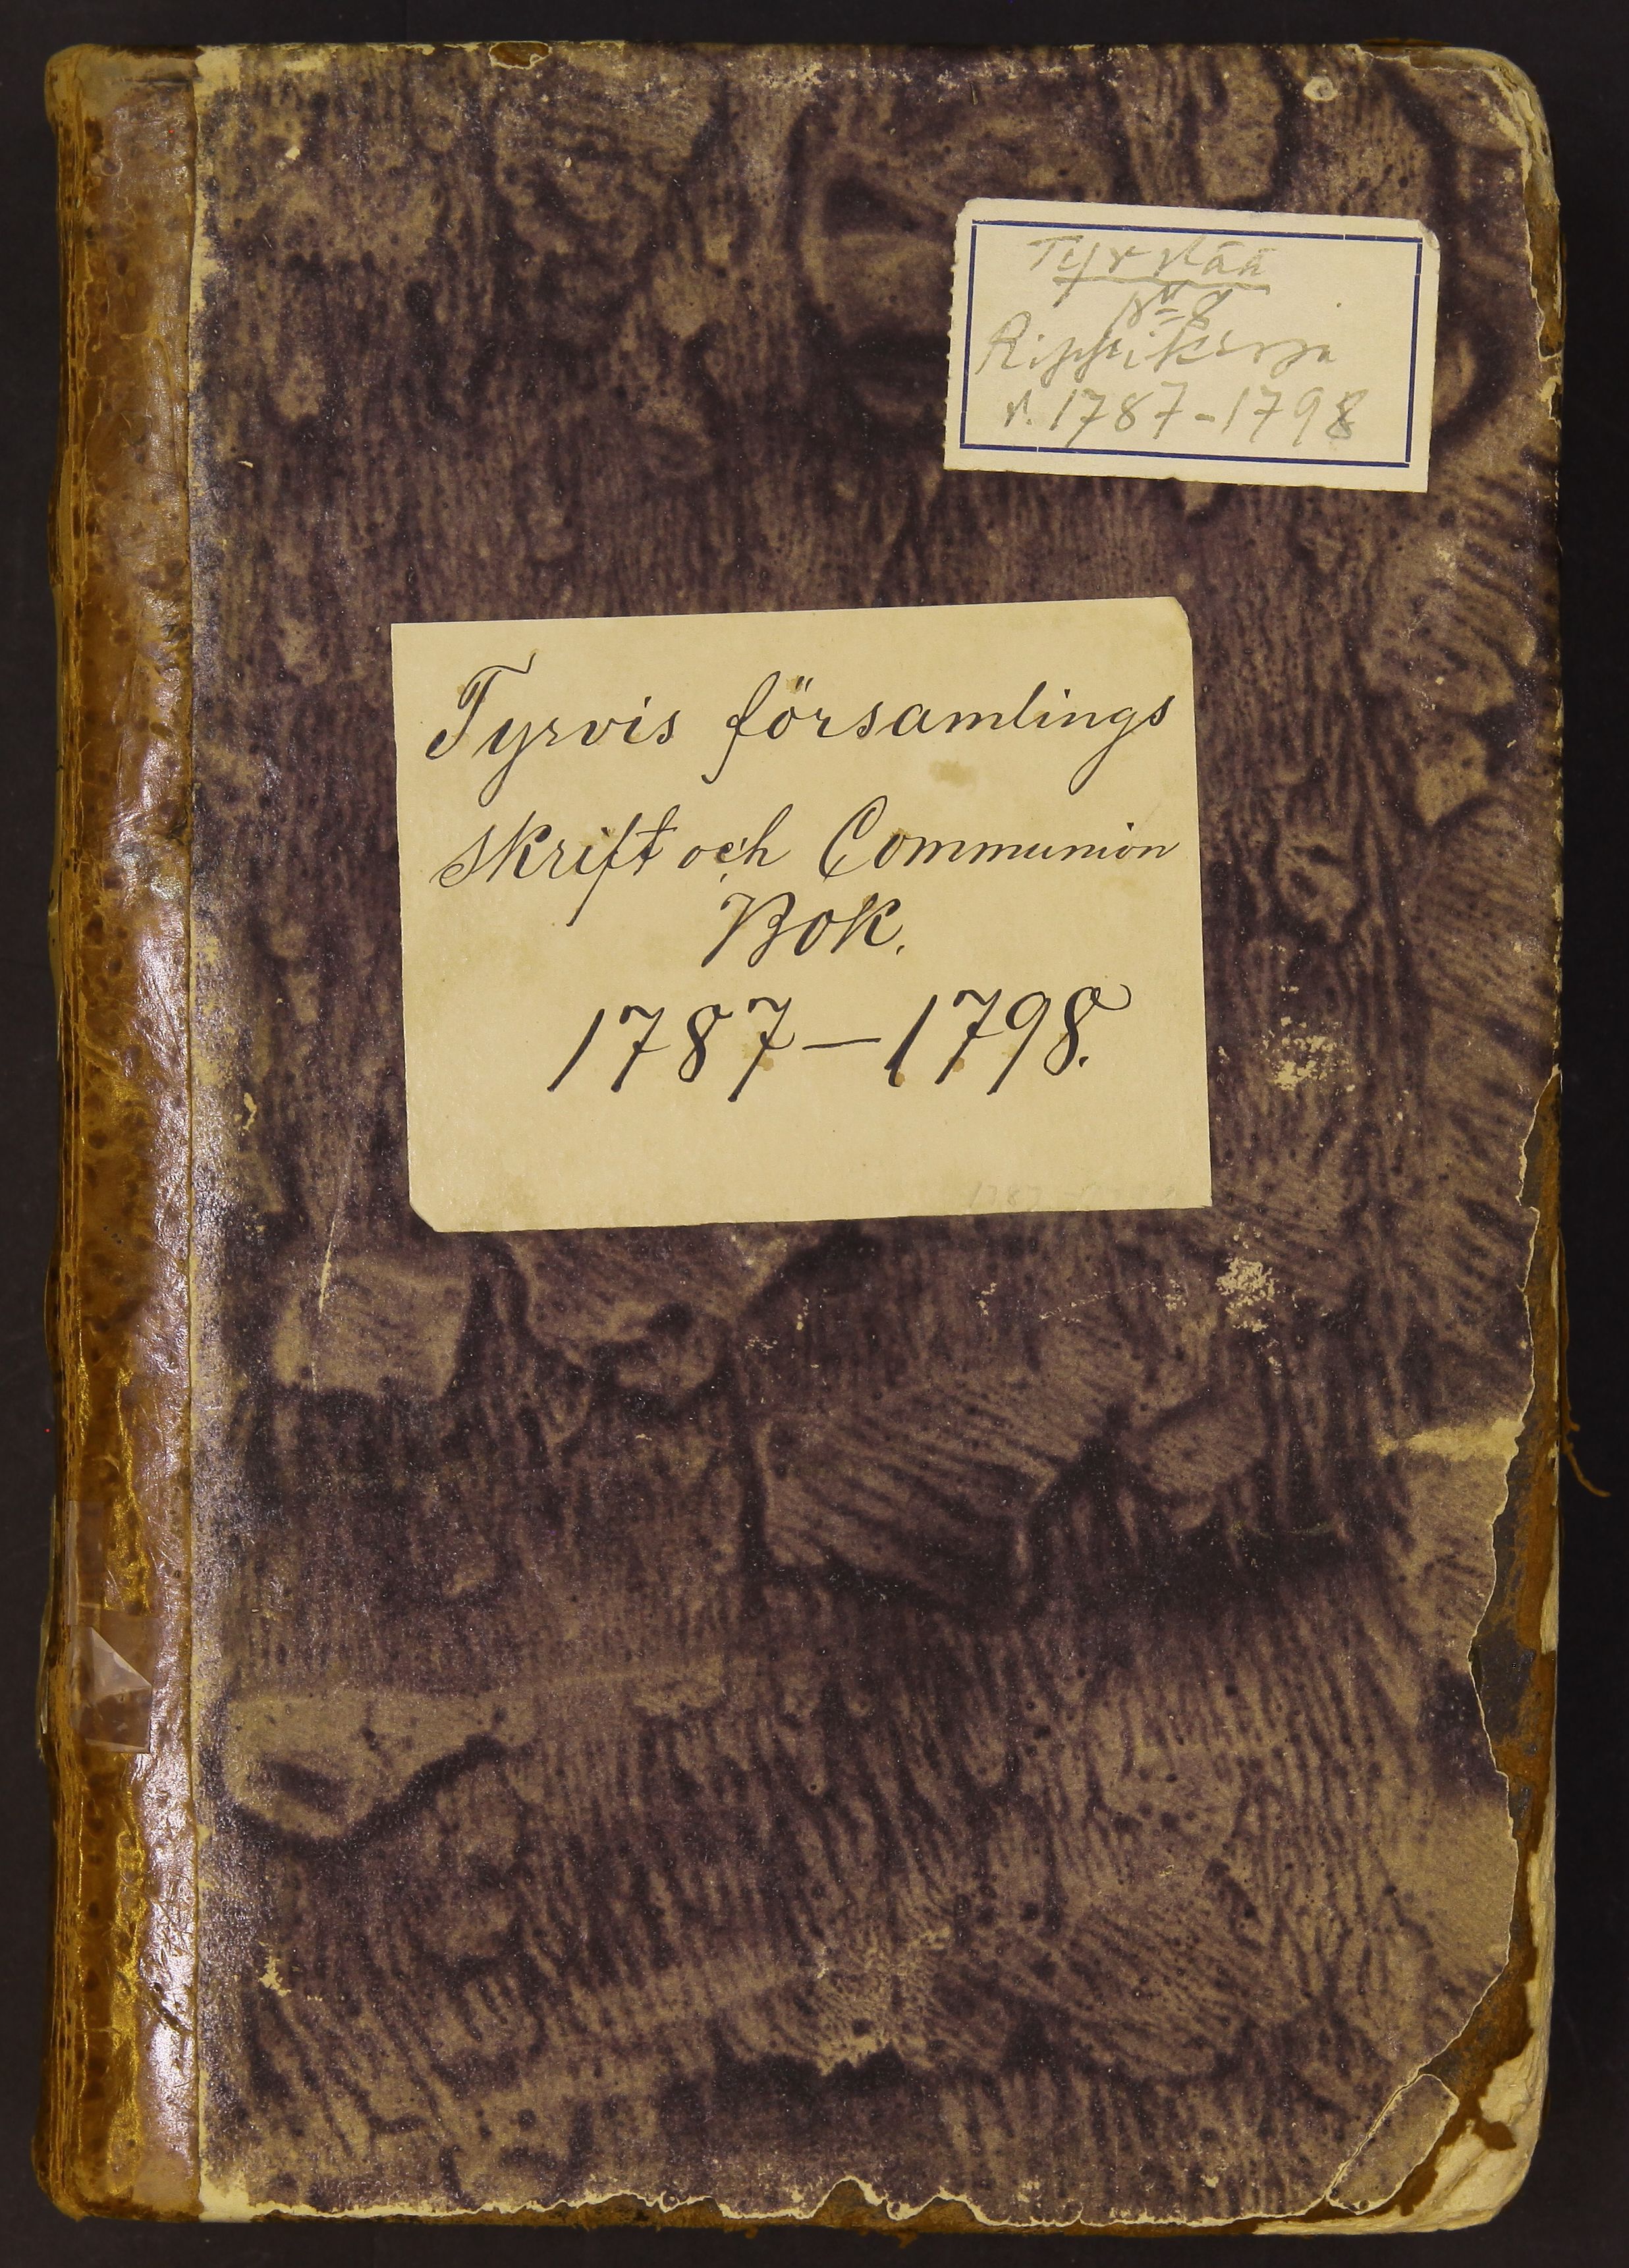 Tyrvää
N:o 8
Rippikirja
v. 1787-1798
Tyrvis församlings
skrift och Communion
Bok.
1787—1798.